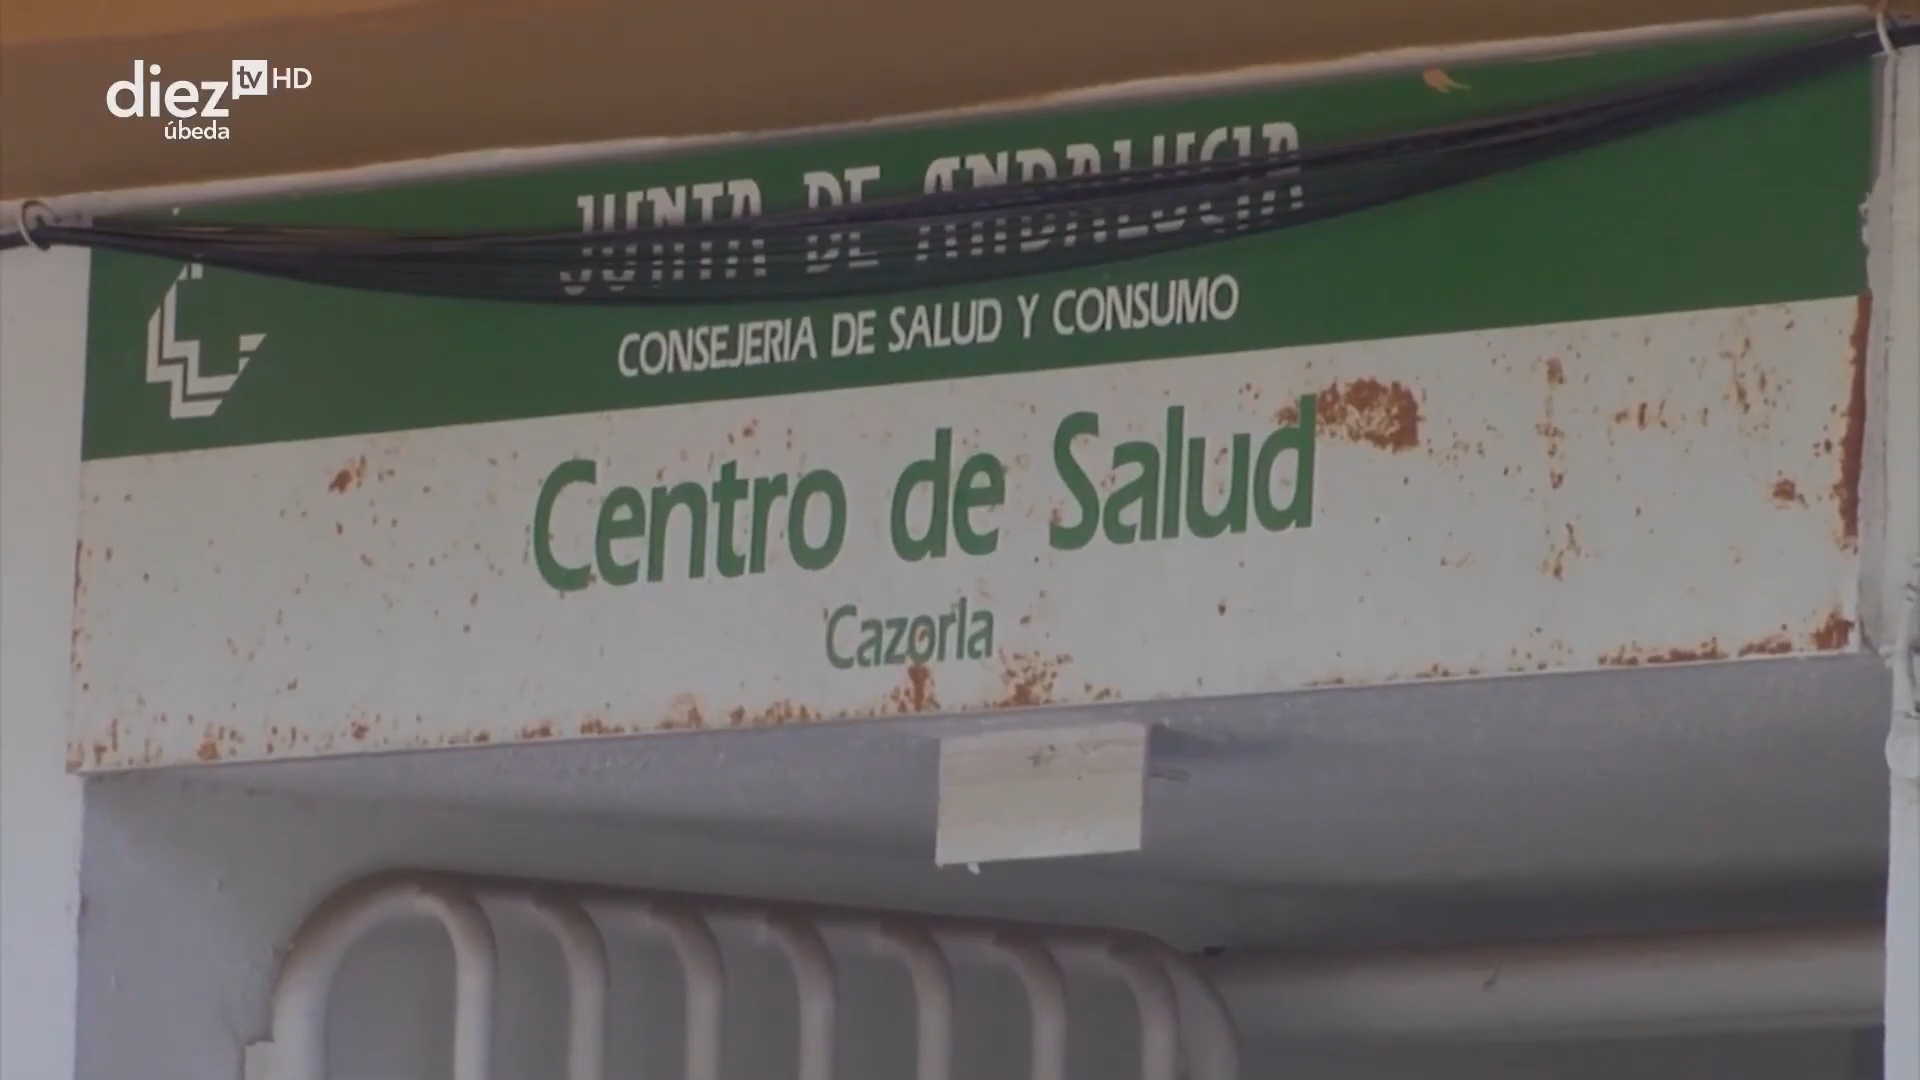 diez tv HD
úbeda
JUNTA DE ANDALUCIA
CONSEJERIA DE SALUD Y CONSUMO
Centro de Salud
Cazorla